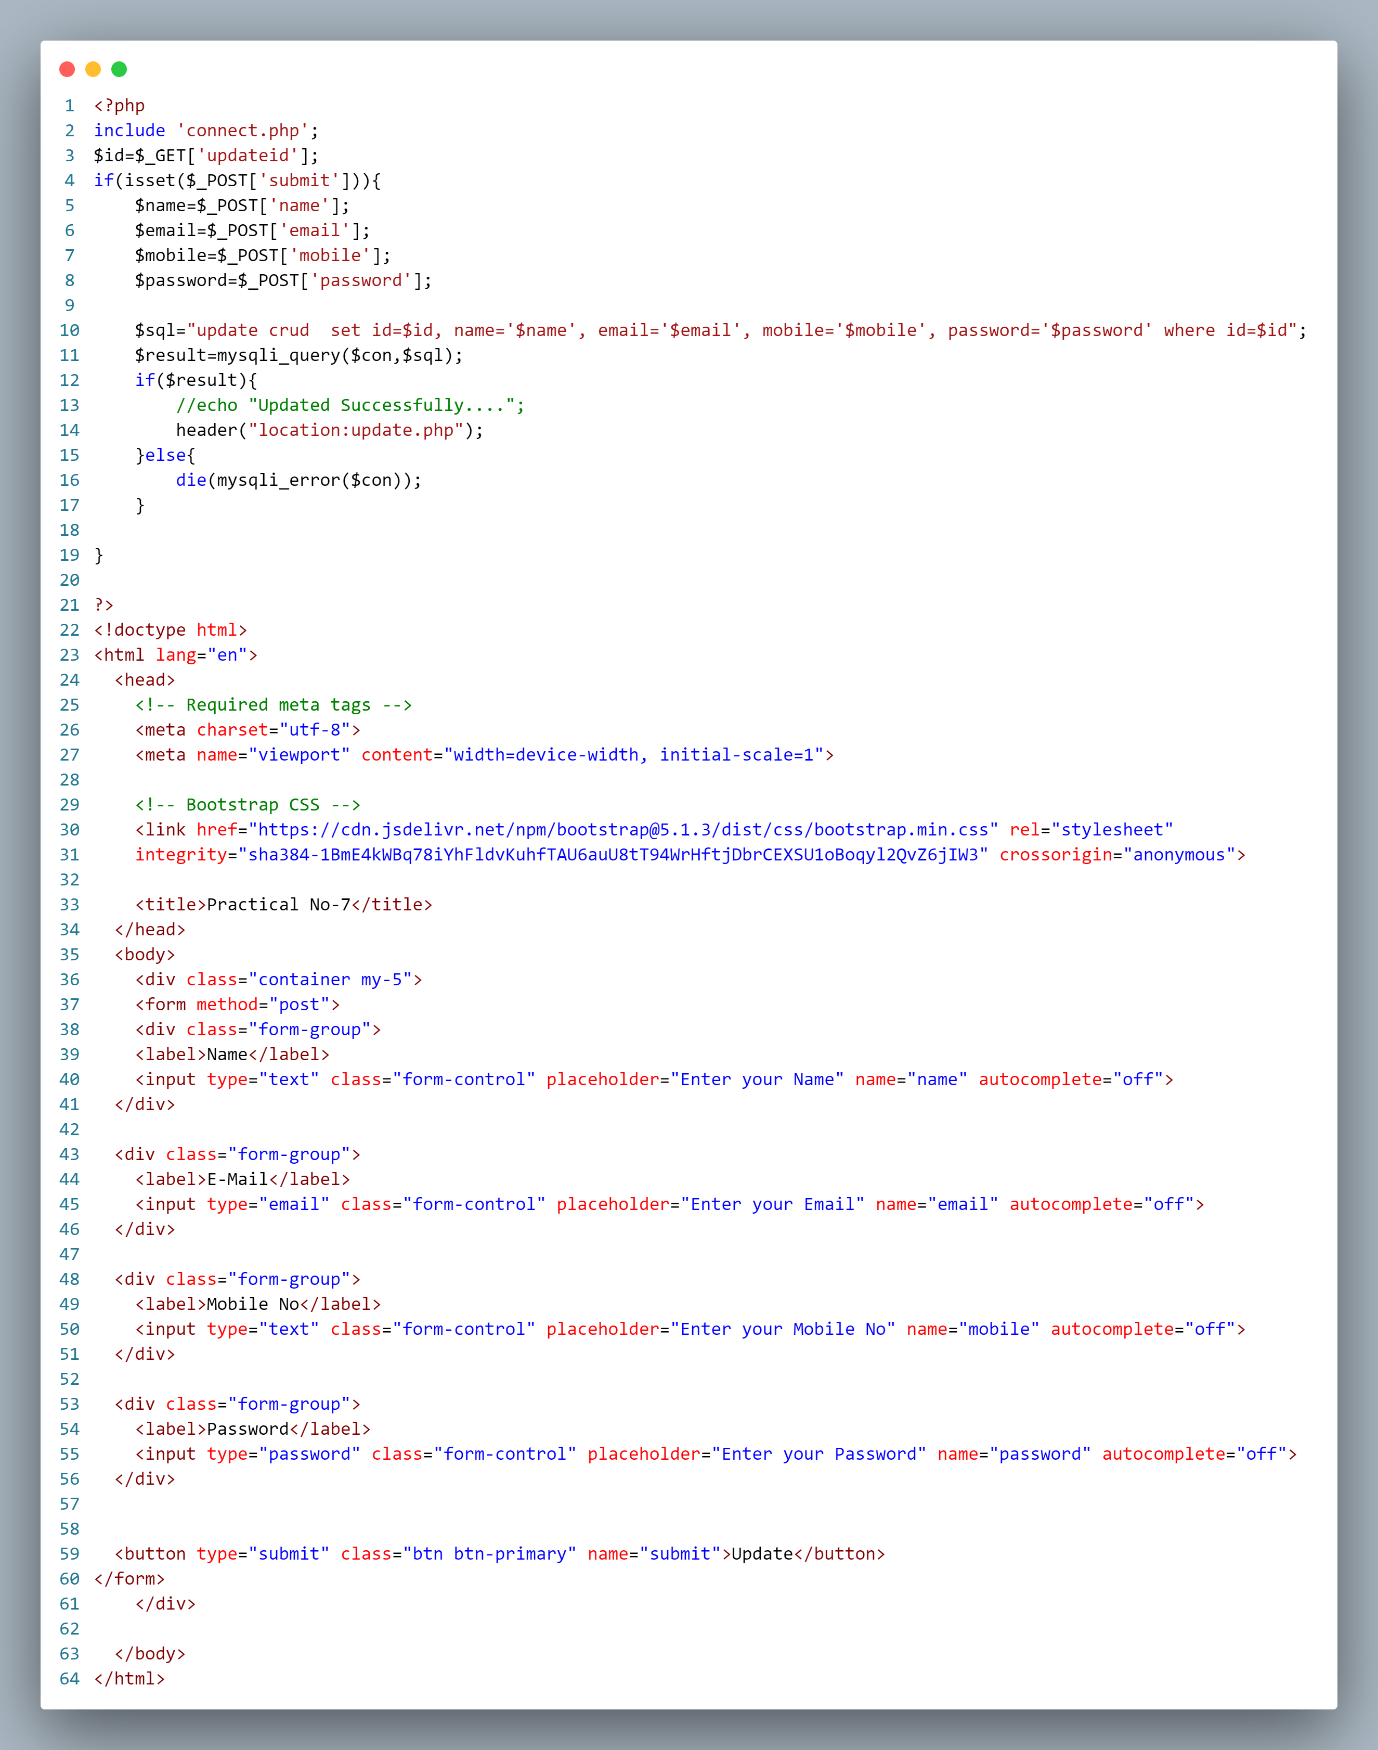 1 <?php
2 include 'connect.php';
3 $id=$_GET['updateid'];
4 if(isset($_POST['submit'])){
5     $name=$_POST['name'];
6     $email=$_POST['email'];
7     $mobile=$_POST['mobile'];
8     $password=$_POST['password'];
9
10     $sql="update crud  set id=$id, name='$name', email='$email', mobile='$mobile', password='$password' where id=$id";
11     $result=mysqli_query($con,$sql);
12     if($result){
13         //echo "Updated Successfully....";
14         header("location:update.php");
15     }else{
16         die(mysqli_error($con));
17     }
18
19 }
20
21 ?>
22 <!doctype html>
23 <html lang="en">
24   <head>
25     <!-- Required meta tags -->
26     <meta charset="utf-8">
27     <meta name="viewport" content="width=device-width, initial-scale=1">
28
29     <!-- Bootstrap CSS -->
30     <link href="https://cdn.jsdelivr.net/npm/bootstrap@5.1.3/dist/css/bootstrap.min.css" rel="stylesheet"
31     integrity="sha384-1BmE4kWBq78iYhFldvKuhfTAU6auU8tT94WrHftjDbrCEXSU1oBoqyl2QvZ6jIW3" crossorigin="anonymous">
32
33     <title>Practical No-7</title>
34   </head>
35   <body>
36     <div class="container my-5">
37     <form method="post">
38     <div class="form-group">
39     <label>Name</label>
40     <input type="text" class="form-control" placeholder="Enter your Name" name="name" autocomplete="off">
41   </div>
42
43   <div class="form-group">
44     <label>E-Mail</label>
45     <input type="email" class="form-control" placeholder="Enter your Email" name="email" autocomplete="off">
46   </div>
47
48   <div class="form-group">
49     <label>Mobile No</label>
50     <input type="text" class="form-control" placeholder="Enter your Mobile No" name="mobile" autocomplete="off">
51   </div>
52
53   <div class="form-group">
54     <label>Password</label>
55     <input type="password" class="form-control" placeholder="Enter your Password" name="password" autocomplete="off">
56   </div>
57
58
59   <button type="submit" class="btn btn-primary" name="submit">Update</button>
60 </form>
61     </div>
62
63   </body>
64 </html>